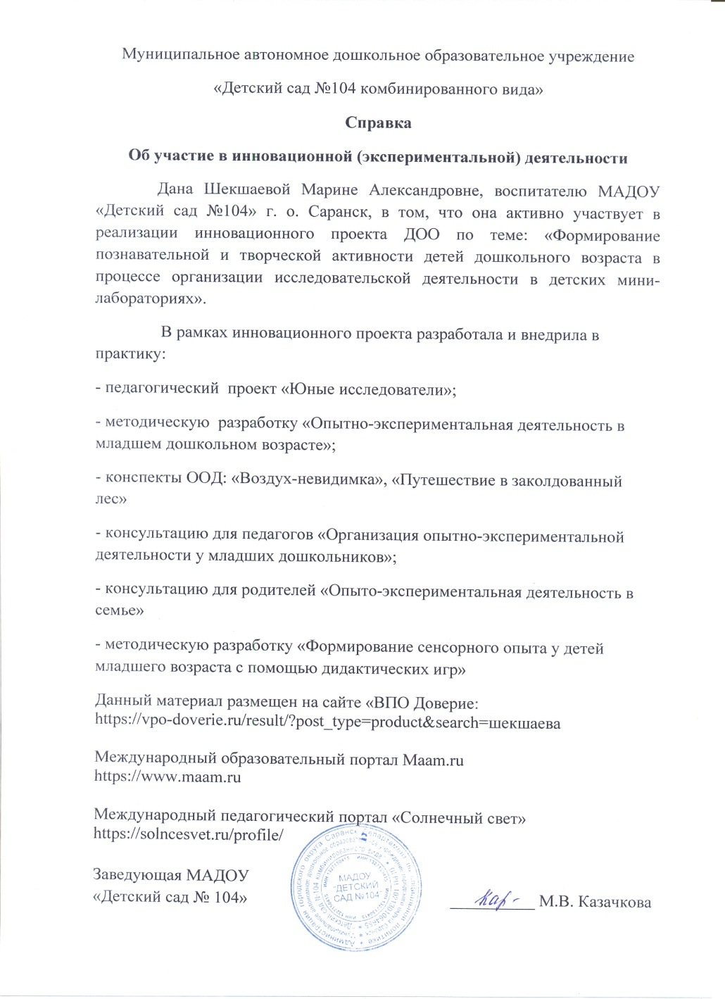 Муниципальное автономное дошкольное образовательное учреждение
«Детский сад №104 комбинированного вида»
Справка
Об участие в инновационной (экспериментальной) деятельности
Дана Шекшаевой Марине Александровне, воспитателю МАДОУ
«Детский сад №104» г. о. Саранск, в том, что она активно участвует в
реализации инновационного проекта ДОО по теме: «Формирование
познавательной и творческой активности детей дошкольного возраста в
процессе организации исследовательской деятельности в детских мини-
лабораториях».
В рамках инновационного проекта разработала и внедрила в
практику:
- педагогический проект «Юные исследователи»;
- методическую разработку «Опытно-экспериментальная деятельность в
младшем дошкольном возрасте»;
- конспекты ООД: «Воздух-невидимка», «Путешествие в заколдованный
лес»
- консультацию для педагогов «Организация опытно-экспериментальной
деятельности у младших дошкольников»;
- консультацию для родителей «Опыто-экспериментальная деятельность в
семье»
- методическую разработку «Формирование сенсорного опыта у детей
младшего возраста с помощью дидактических игр»
Данный материал размещен на сайте «ВПО Доверие:
https://vpo-doverie.ru/result/?post_type=product&search=шекшаева
Международный образовательный портал Maam.ru
https://www.maam.ru
Международный педагогический портал «Солнечный свет»
https://solncesvet.ru/profile/
Заведующая МАДОУ
«Детский сад № 104»
М.В. Казачкова
МАДОУ
"ДЕТСКИЙ
САД №104"